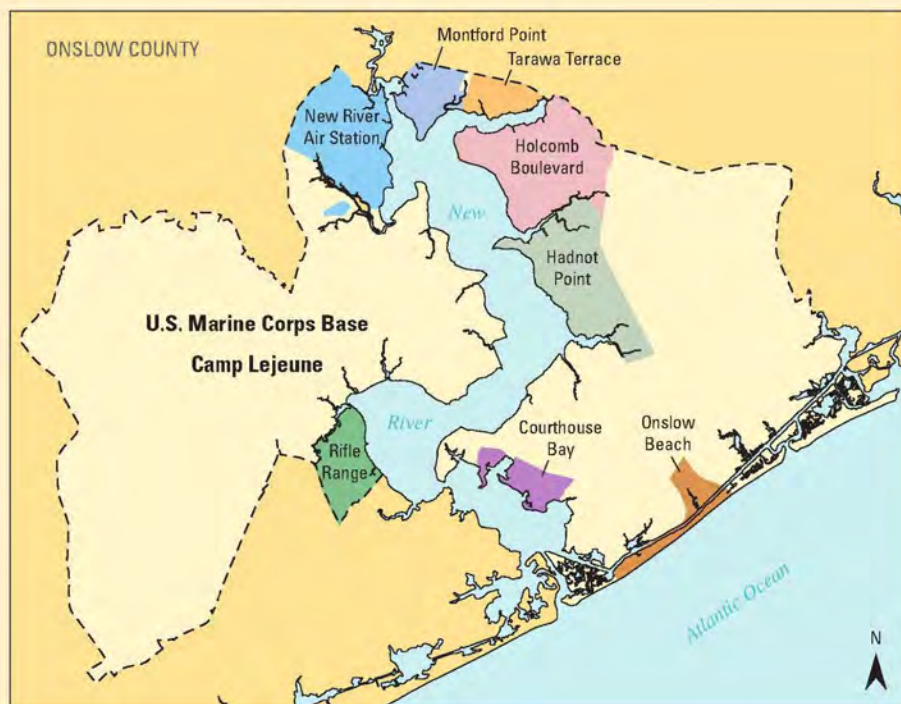 ONSLOW COUNTY
Montford Point
Tarawa Terrace
New River
Air Station
Holcomb
Boulevard
New
Hadnot
Point
U.S. Marine Corps Base
Camp Lejeune
River
Courthouse
Bay
Onslow
Beach
Rifle
Range
Atlantic Ocean
N